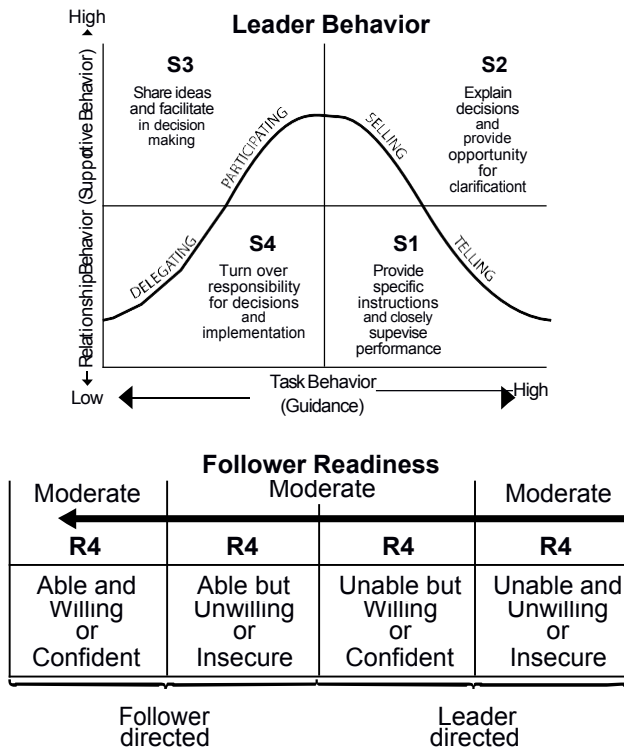 High
Leader Behavior
S3
Share ideas
and facilitate
in decision
making
S2
Explain
decisions
and
provide
opportunity
for
clarificationt
PARTICIPATING
SELLING
DELEGATING
TELLING
S4
Turn over
responsibility
for decisions
and
implementation
S1
Provide
specific
instructions
and closely
supevise
performance
Relationship Behavior (Supportive Behavior)
Low
Task Behavior
(Guidance)
High
Follower Readiness
Moderate
Moderate
Moderate
R4
R4
R4
R4
Able and
Willing
or
Confident
Able but
Unwilling
or
Insecure
Unable but
Willing
or
Confident
Unable and
Unwilling
or
Insecure
Follower
directed
Leader
directed